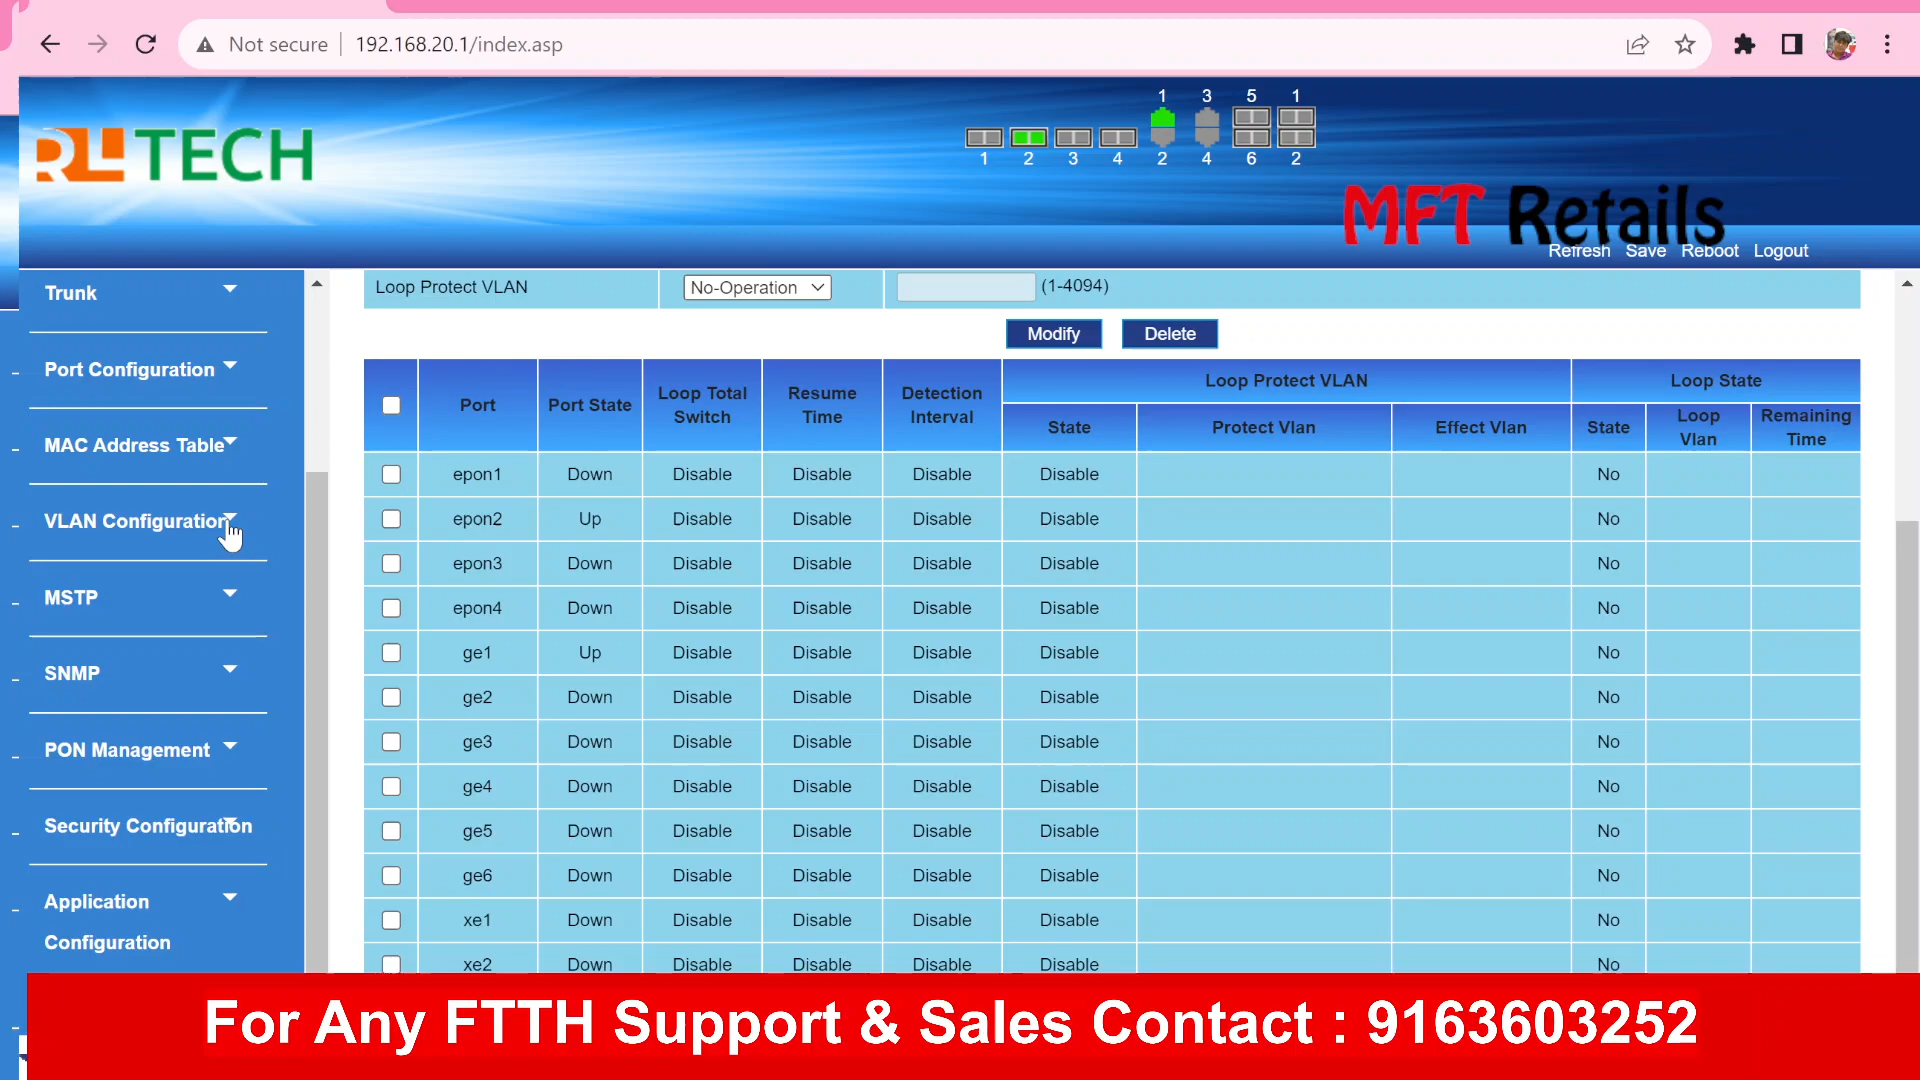 Not secure
192.168.20.1/index.asp
1 3 5 1
1 2 3 4 2 4 6 2
RL TECH
MFT Retails
Refresh Save Reboot Logout
Trunk
Port Configuration
MAC Address Table
VLAN Configuration
MSTP
SNMP
PON Management
Security Configuration
Application
Configuration
Loop Protect VLAN No-Operation (1-4094)
Modify Delete
Port Port State Loop Total Switch Resume Time Detection Interval Loop Protect VLAN Loop State
State Protect Vlan Effect Vlan State Loop Vlan Remaining Time
epon1 Down Disable Disable Disable Disable No
epon2 Up Disable Disable Disable Disable No
epon3 Down Disable Disable Disable Disable No
epon4 Down Disable Disable Disable Disable No
ge1 Up Disable Disable Disable Disable No
ge2 Down Disable Disable Disable Disable No
ge3 Down Disable Disable Disable Disable No
ge4 Down Disable Disable Disable Disable No
ge5 Down Disable Disable Disable Disable No
ge6 Down Disable Disable Disable Disable No
xe1 Down Disable Disable Disable Disable No
xe2 Down Disable Disable Disable Disable No
For Any FTTH Support & Sales Contact : 9163603252